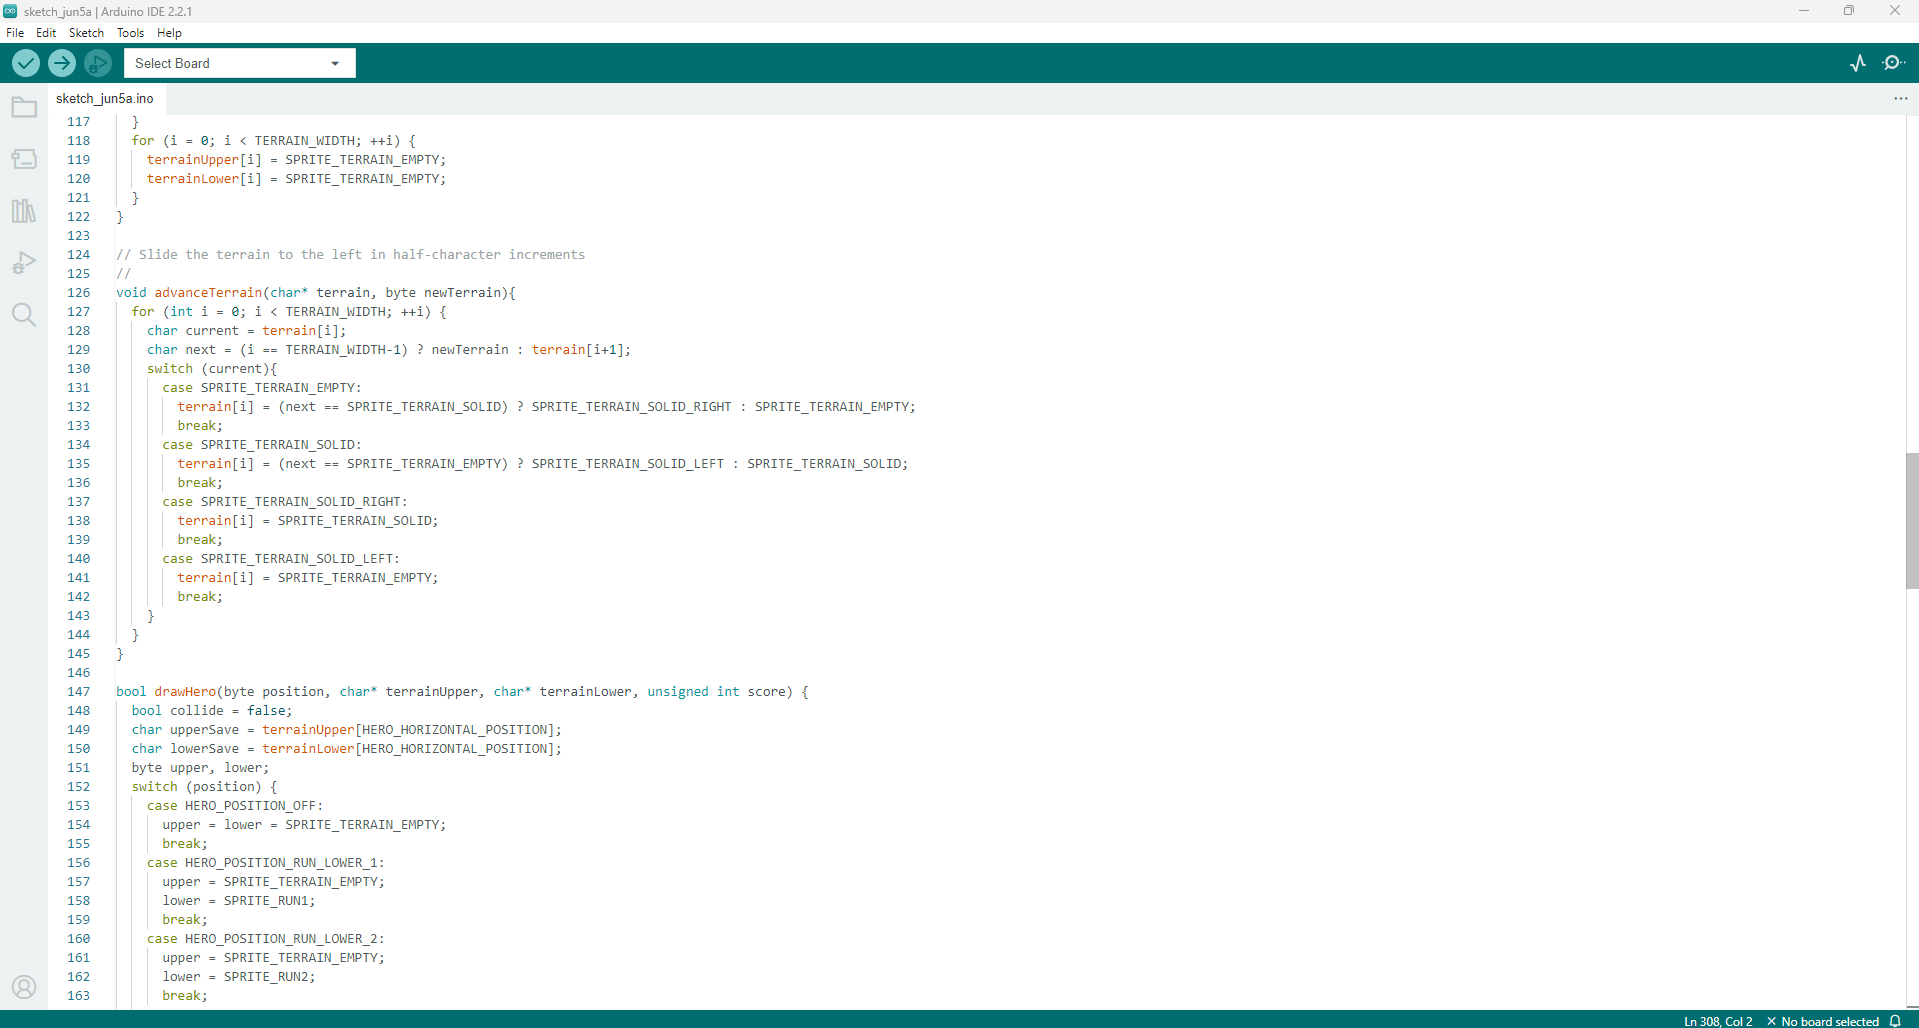 sketch_jun5a | Arduino IDE 2.2.1
File Edit Sketch Tools Help
Select Board
sketch_jun5a.ino
117 }
118 for (i = 0; i < TERRAIN_WIDTH; ++i) {
119 terrainUpper[i] = SPRITE_TERRAIN_EMPTY;
120 terrainLower[i] = SPRITE_TERRAIN_EMPTY;
121 }
122 }
123
124 // Slide the terrain to the left in half-character increments
125 //
126 void advanceTerrain(char* terrain, byte newTerrain){
127 for (int i = 0; i < TERRAIN_WIDTH; ++i) {
128 char current = terrain[i];
129 char next = (i == TERRAIN_WIDTH-1) ? newTerrain : terrain[i+1];
130 switch (current){
131 case SPRITE_TERRAIN_EMPTY:
132 terrain[i] = (next == SPRITE_TERRAIN_SOLID) ? SPRITE_TERRAIN_SOLID_RIGHT : SPRITE_TERRAIN_EMPTY;
133 break;
134 case SPRITE_TERRAIN_SOLID:
135 terrain[i] = (next == SPRITE_TERRAIN_EMPTY) ? SPRITE_TERRAIN_SOLID_LEFT : SPRITE_TERRAIN_SOLID;
136 break;
137 case SPRITE_TERRAIN_SOLID_RIGHT:
138 terrain[i] = SPRITE_TERRAIN_SOLID;
139 break;
140 case SPRITE_TERRAIN_SOLID_LEFT:
141 terrain[i] = SPRITE_TERRAIN_EMPTY;
142 break;
143 }
144 }
145 }
146
147 bool drawHero(byte position, char* terrainUpper, char* terrainLower, unsigned int score) {
148 bool collide = false;
149 char upperSave = terrainUpper[HERO_HORIZONTAL_POSITION];
150 char lowerSave = terrainLower[HERO_HORIZONTAL_POSITION];
151 byte upper, lower;
152 switch (position) {
153 case HERO_POSITION_OFF:
154 upper = lower = SPRITE_TERRAIN_EMPTY;
155 break;
156 case HERO_POSITION_RUN_LOWER_1:
157 upper = SPRITE_TERRAIN_EMPTY;
158 lower = SPRITE_RUN1;
159 break;
160 case HERO_POSITION_RUN_LOWER_2:
161 upper = SPRITE_TERRAIN_EMPTY;
162 lower = SPRITE_RUN2;
163 break;
Ln 308, Col 2 No board selected